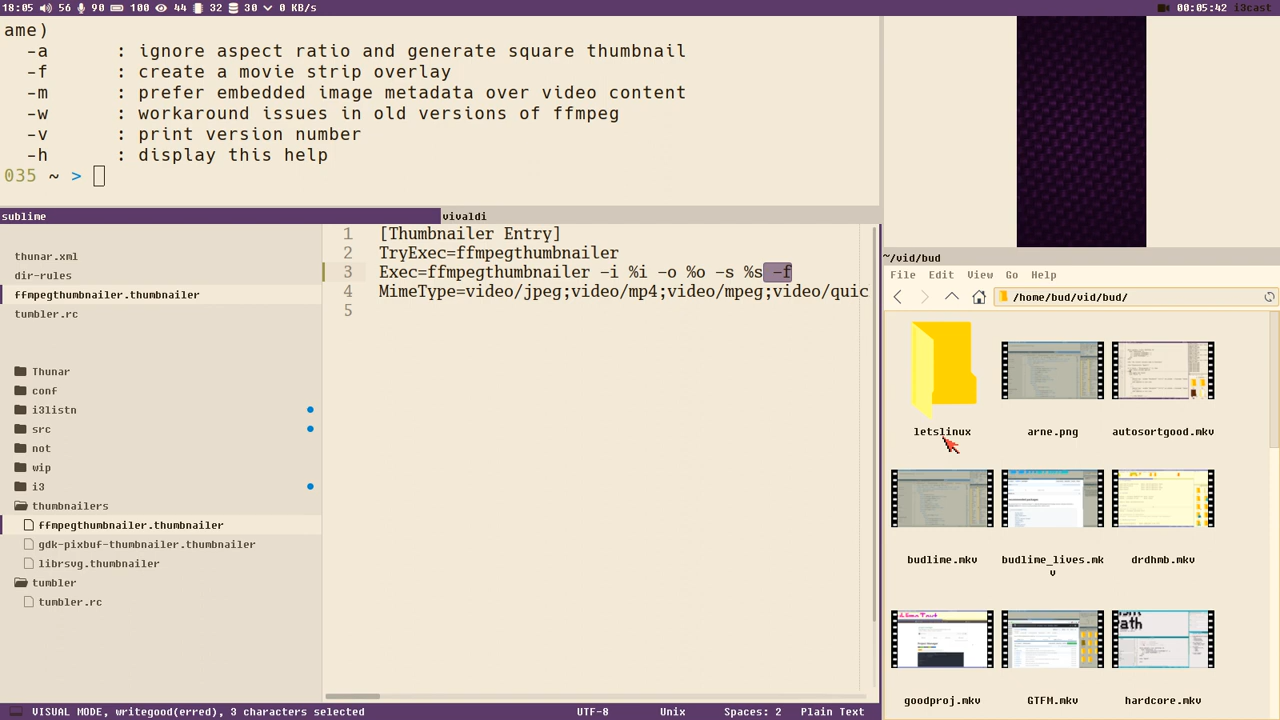 18:05 56 90 100 44 32 30 0 KB/s
00:05:42 i3cast
ame)
-a : ignore aspect ratio and generate square thumbnail
-f : create a movie strip overlay
-m : prefer embedded image metadata over video content
-w : workaround issues in old versions of ffmpeg
-v : print version number
-h : display this help
035 ~ >
sublime
vivaldi
thunar.xml
dir-rules
ffmpegthumbnailer.thumbnailer
tumbler.rc
Thunar
conf
i3listn
src
not
wip
i3
thumbnailers
ffmpegthumbnailer.thumbnailer
gdk-pixbuf-thumbnailer.thumbnailer
librsvg.thumbnailer
tumbler
tumbler.rc
1 [Thumbnailer Entry]
2 TryExec=ffmpegthumbnailer
3 Exec=ffmpegthumbnailer -i %i -o %o -s %s -f
4 MimeType=video/jpeg;video/mp4;video/mpeg;video/quic
5
~/vid/bud
File Edit View Go Help
/home/bud/vid/bud/
letslinux arne.png autosortgood.mkv
budlime.mkv budlime_lives.mk
v
drdhmb.mkv
goodproj.mkv GTFM.mkv hardcore.mkv
VISUAL MODE, writegood(erred), 3 characters selected UTF-8 Unix Spaces: 2 Plain Text